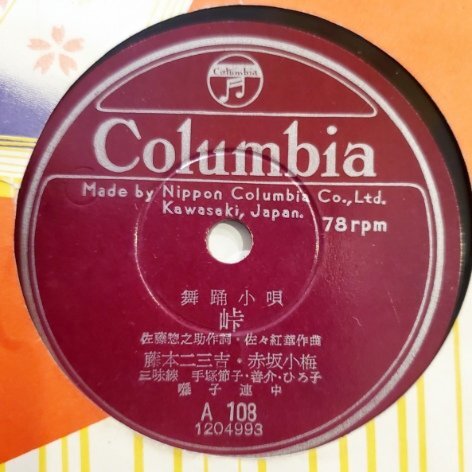 Columbia
Columbia
Made by Nippon Columbia Co.,Ltd.
Kawasaki, Japan.
78rpm
舞踊小唄
峠
佐藤惣之助作詞・佐々紅華作曲
藤本二三吉・赤坂小梅
三味線 手塚節子・善介・ひろ子
囃子連中
A 108
1204993